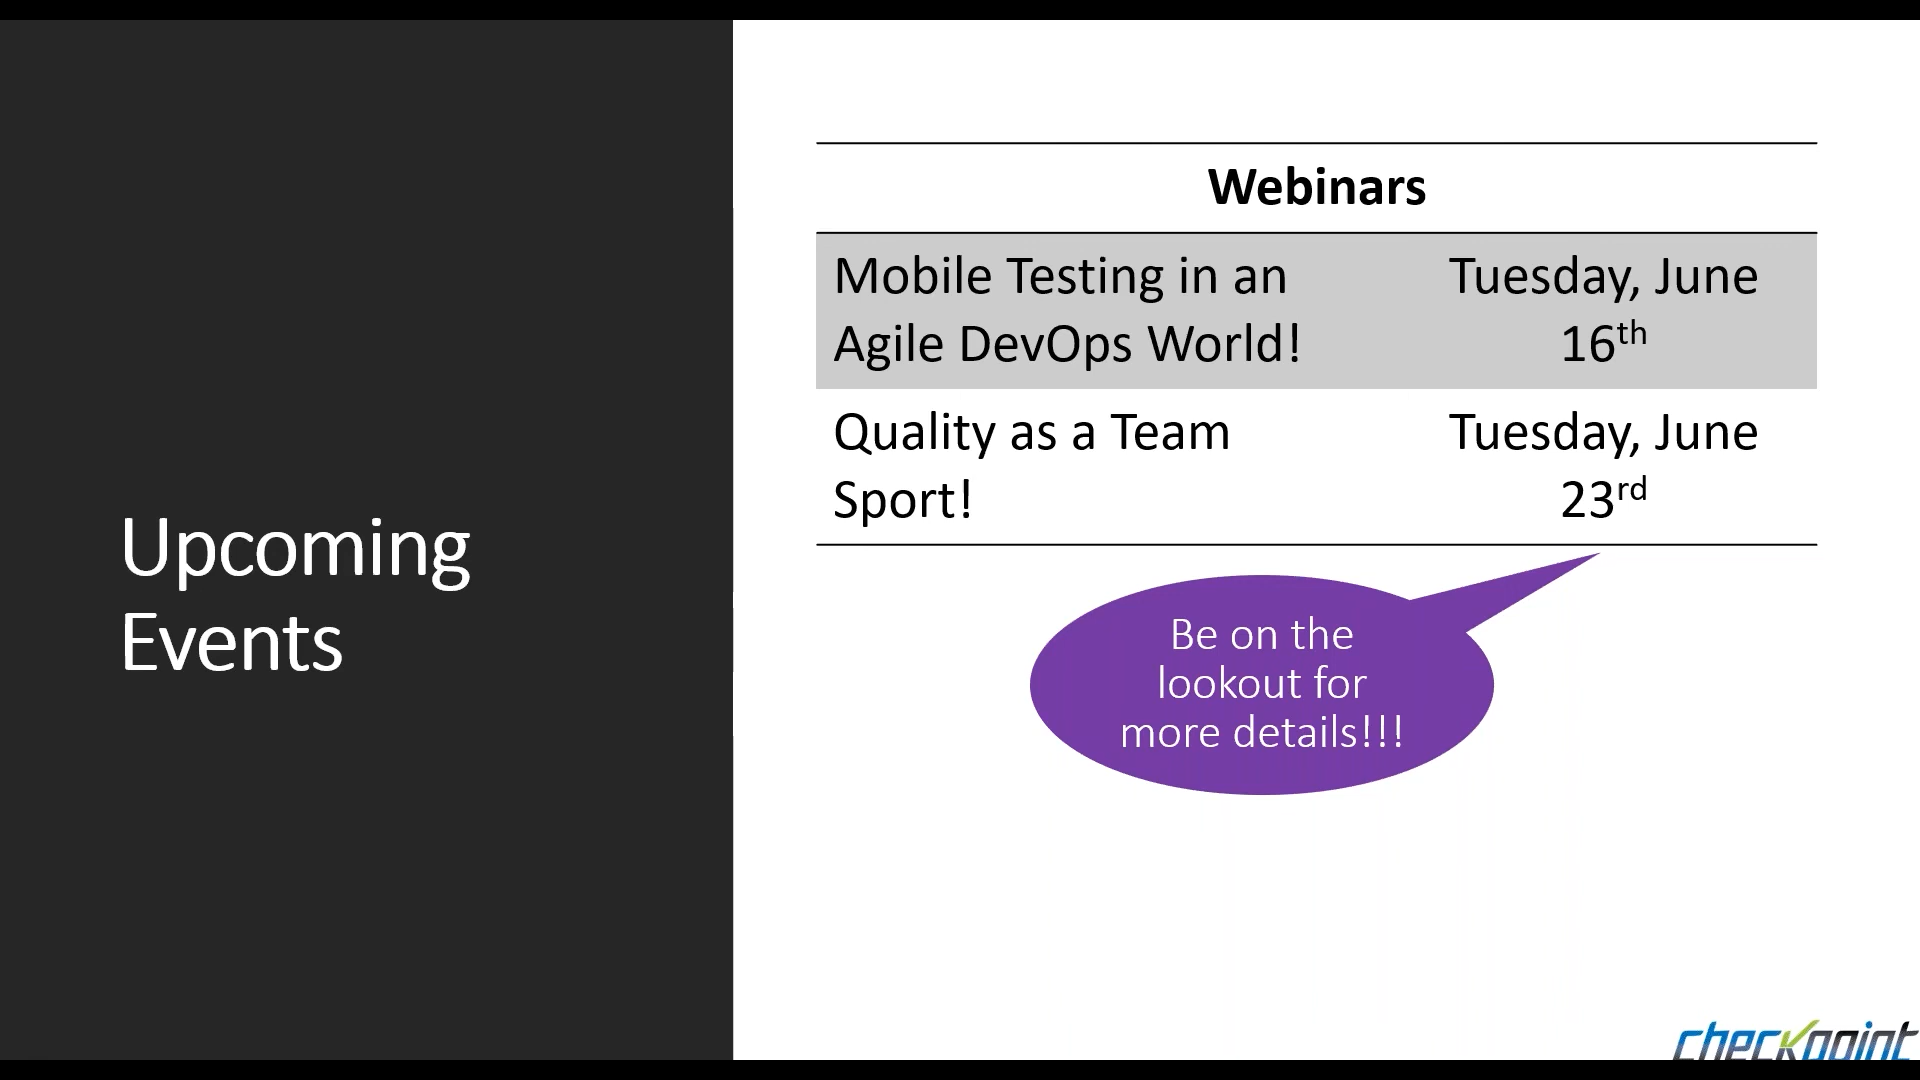 Upcoming
Events
Webinars
Mobile Testing in an
Agile DevOps World!
Tuesday, June
16th
Quality as a Team
Sport!
Tuesday, June
23rd
Be on the
lookout for
more details!!!
checkpoint